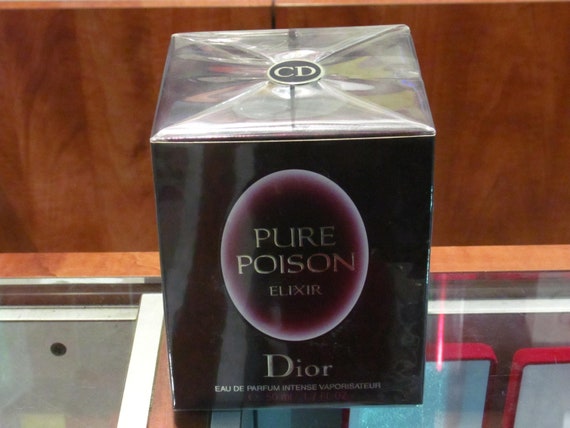 CD
PURE
POISON
ELIXIR
Dior
EAU DE PARFUM INTENSE VAPORISATEUR